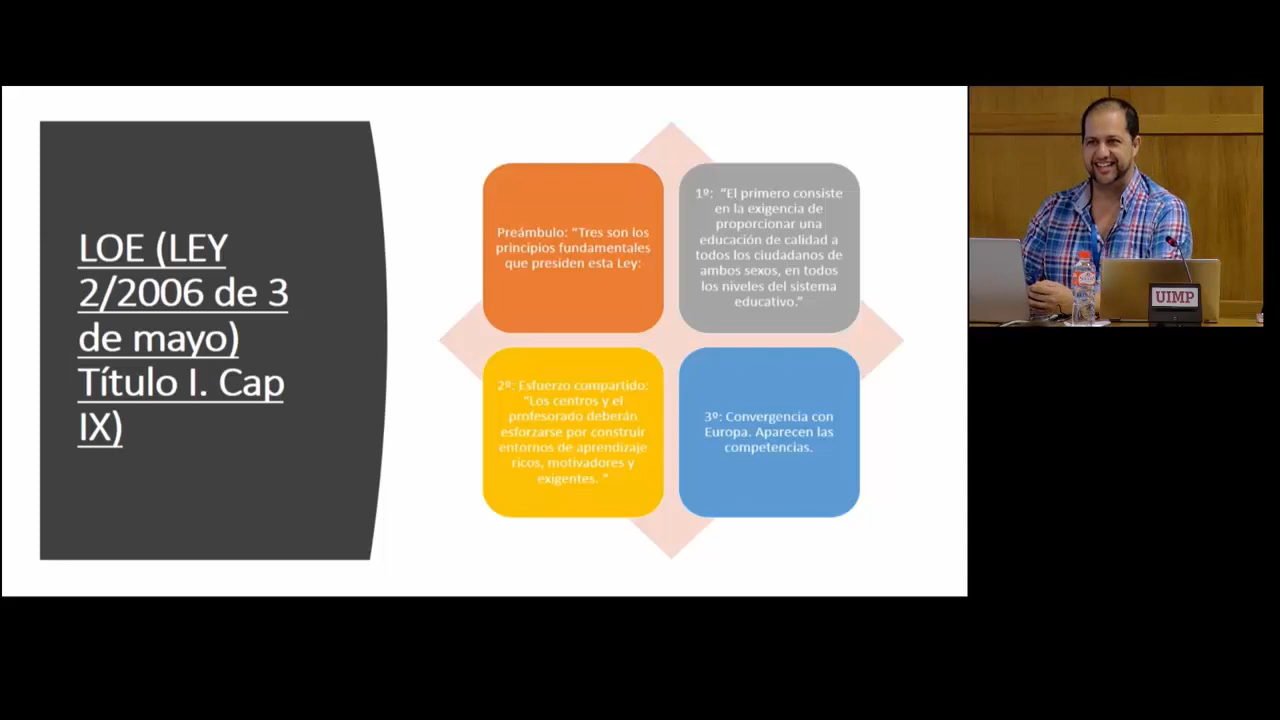 LOE (LEY
2/2006 de 3
de mayo)
Título I. Cap
IX)
Preámbulo: “Tres son los
principios fundamentales
que presiden esta Ley:
1º: “El primero consiste
en la exigencia de
proporcionar una
educación de calidad a
todos los ciudadanos de
ambos sexos, en todos
los niveles del sistema
educativo.”
2º: Esfuerzo compartido:
“Los centros y el
profesorado deberán
esforzarse por construir
entornos de aprendizaje
ricos, motivadores y
exigentes. ”
3º: Convergencia con
Europa. Aparecen las
competencias.
UIMP